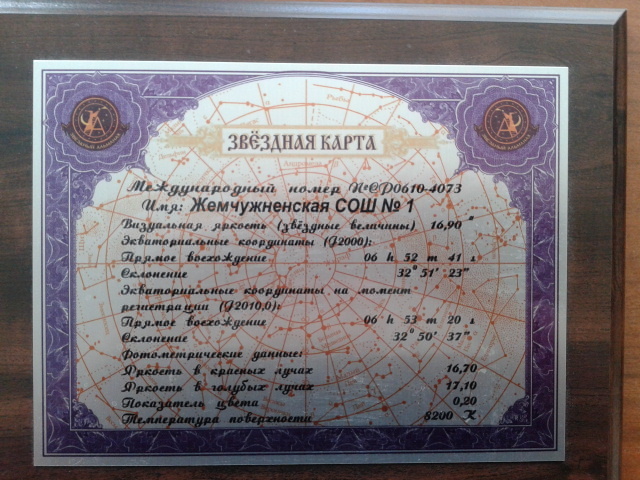 ЗВЁЗДНАЯ КАРТА
Международный номер №СР0610-4073
Имя: Жемчужненская СОШ № 1
Визуальная яркость (звёздные величины) 16,90
Экваториальные координаты (J2000):
Прямое восхождение 06 h 52 m 41 s
Склонение 32° 51' 23"
Экваториальные координаты на момент
регистрации (J2010,0):
Прямое восхождение 06 h 53 m 20 s
Склонение 32° 50' 37"
Фотометрические данные:
Яркость в красных лучах 16,70
Яркость в голубых лучах 17,10
Показатель цвета 0,20
Температура поверхности 8200 K